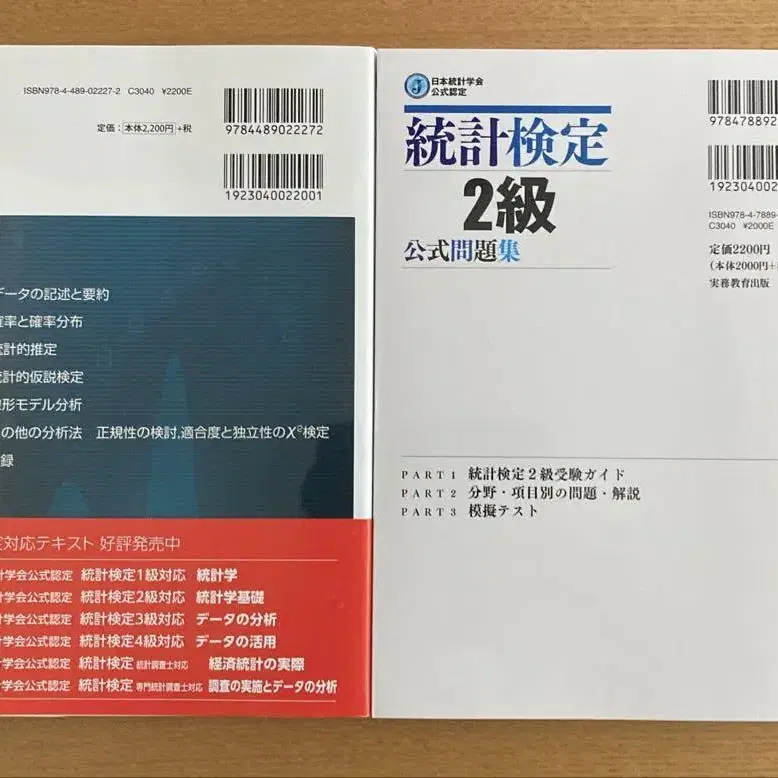 ISBN978-4-489-02227-2 C3040 ¥2200E
定価：本体2,200円+税
9784489022272
1923040022001
データの記述と要約
確率と確率分布
統計的推定
統計的仮説検定
線形モデル分析
の他の分析法 正規性の検討,適合度と独立性のχ²検定
録
対応テキスト 好評発売中
計学会公式認定 統計検定1級対応 統計学
計学会公式認定 統計検定2級対応 統計学基礎
計学会公式認定 統計検定3級対応 データの分析
計学会公式認定 統計検定4級対応 データの活用
計学会公式認定 統計検定 統計調査士対応 経済統計の実際
計学会公式認定 統計検定 専門統計調査士対応 調査の実施とデータの分析
日本統計学会
公式認定
統計検定
2級
公式問題集
978478892
192304002
ISBN978-4-7889-
C3040 ¥2000E
定価2200円
（本体2000円+
実務教育出版
PART 1 統計検定2級受験ガイド
PART 2 分野・項目別の問題・解説
PART 3 模擬テスト